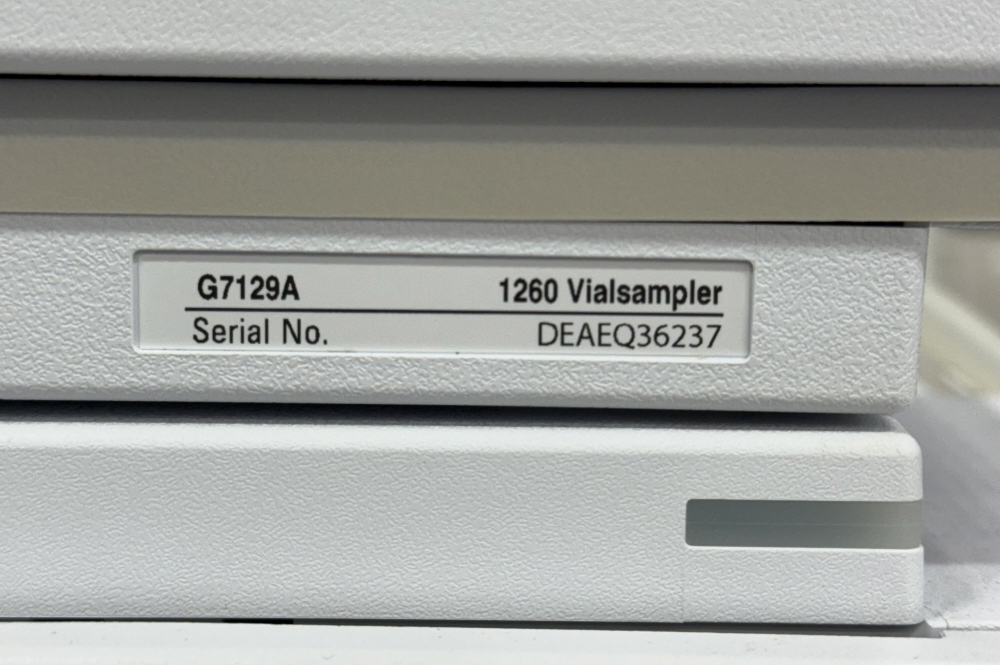 G7129A 1260 Vialsampler
Serial No. DEAEQ36237